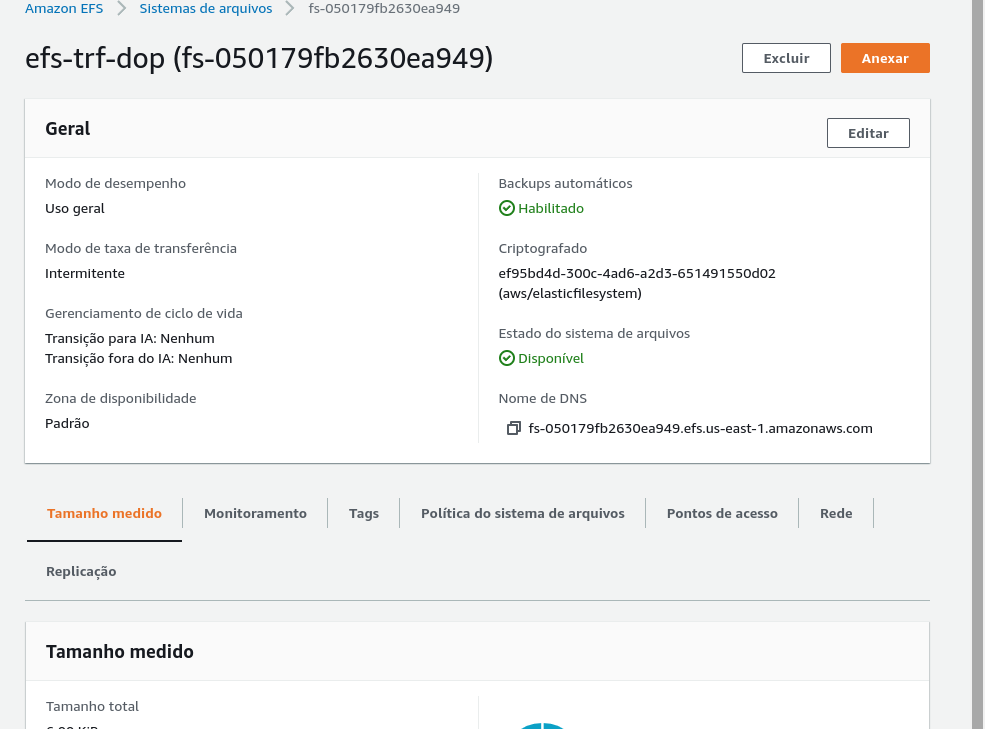 Amazon EFS > Sistemas de arquivos > fs-050179fb2630ea949
efs-trf-dop (fs-050179fb2630ea949)
Excluir
Anexar
Geral
Editar
Modo de desempenho
Uso geral
Modo de taxa de transferência
Intermitente
Gerenciamento de ciclo de vida
Transição para IA: Nenhum
Transição fora do IA: Nenhum
Zona de disponibilidade
Padrão
Backups automáticos
Habilitado
Criptografado
ef95bd4d-300c-4ad6-a2d3-651491550d02
(aws/elasticfilesystem)
Estado do sistema de arquivos
Disponível
Nome de DNS
fs-050179fb2630ea949.efs.us-east-1.amazonaws.com
Tamanho medido
Monitoramento
Tags
Política do sistema de arquivos
Pontos de acesso
Rede
Replicação
Tamanho medido
Tamanho total